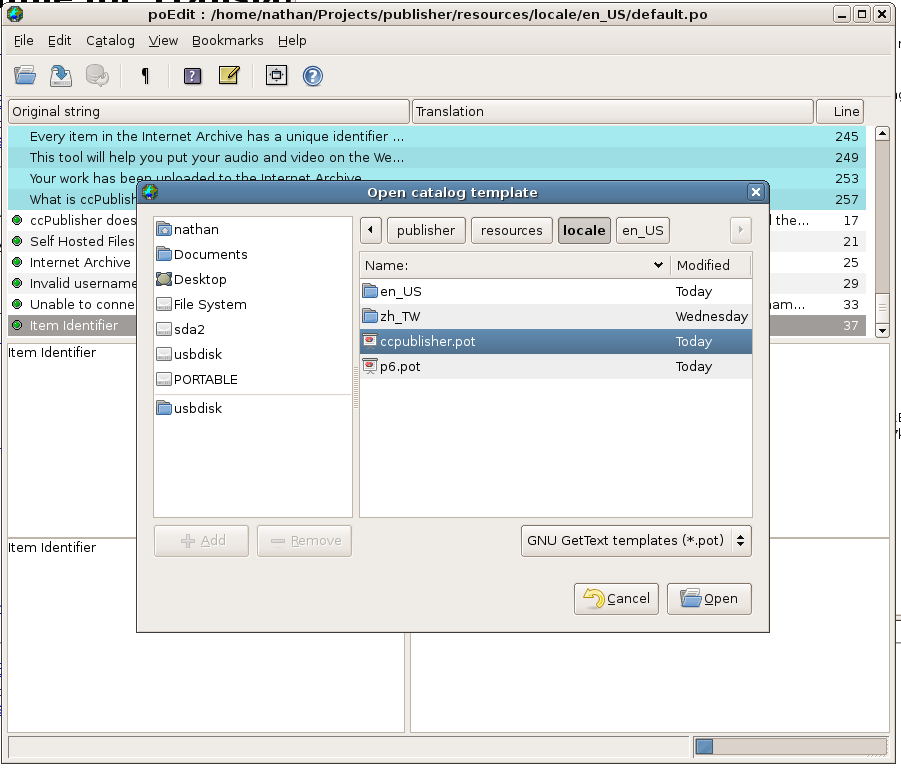 poEdit : /home/nathan/Projects/publisher/resources/locale/en_US/default.po
File Edit Catalog View Bookmarks Help
Original string Translation Line
Every item in the Internet Archive has a unique identifier ... 245
This tool will help you put your audio and video on the We... 249
Your work has been uploaded to the Internet Archive 253
What is ccPublish 257
ccPublisher does the... 17
Self Hosted Files 21
Internet Archive 25
Invalid username 29
Unable to conne nam... 33
Item Identifier 37
Item Identifier
Item Identifier
Open catalog template
publisher resources locale en_US
nathan
Documents
Desktop
File System
sda2
usbdisk
PORTABLE
usbdisk
Name: Modified
en_US Today
zh_TW Wednesday
ccpublisher.pot Today
p6.pot Today
Add Remove GNU GetText templates (*.pot)
Cancel Open